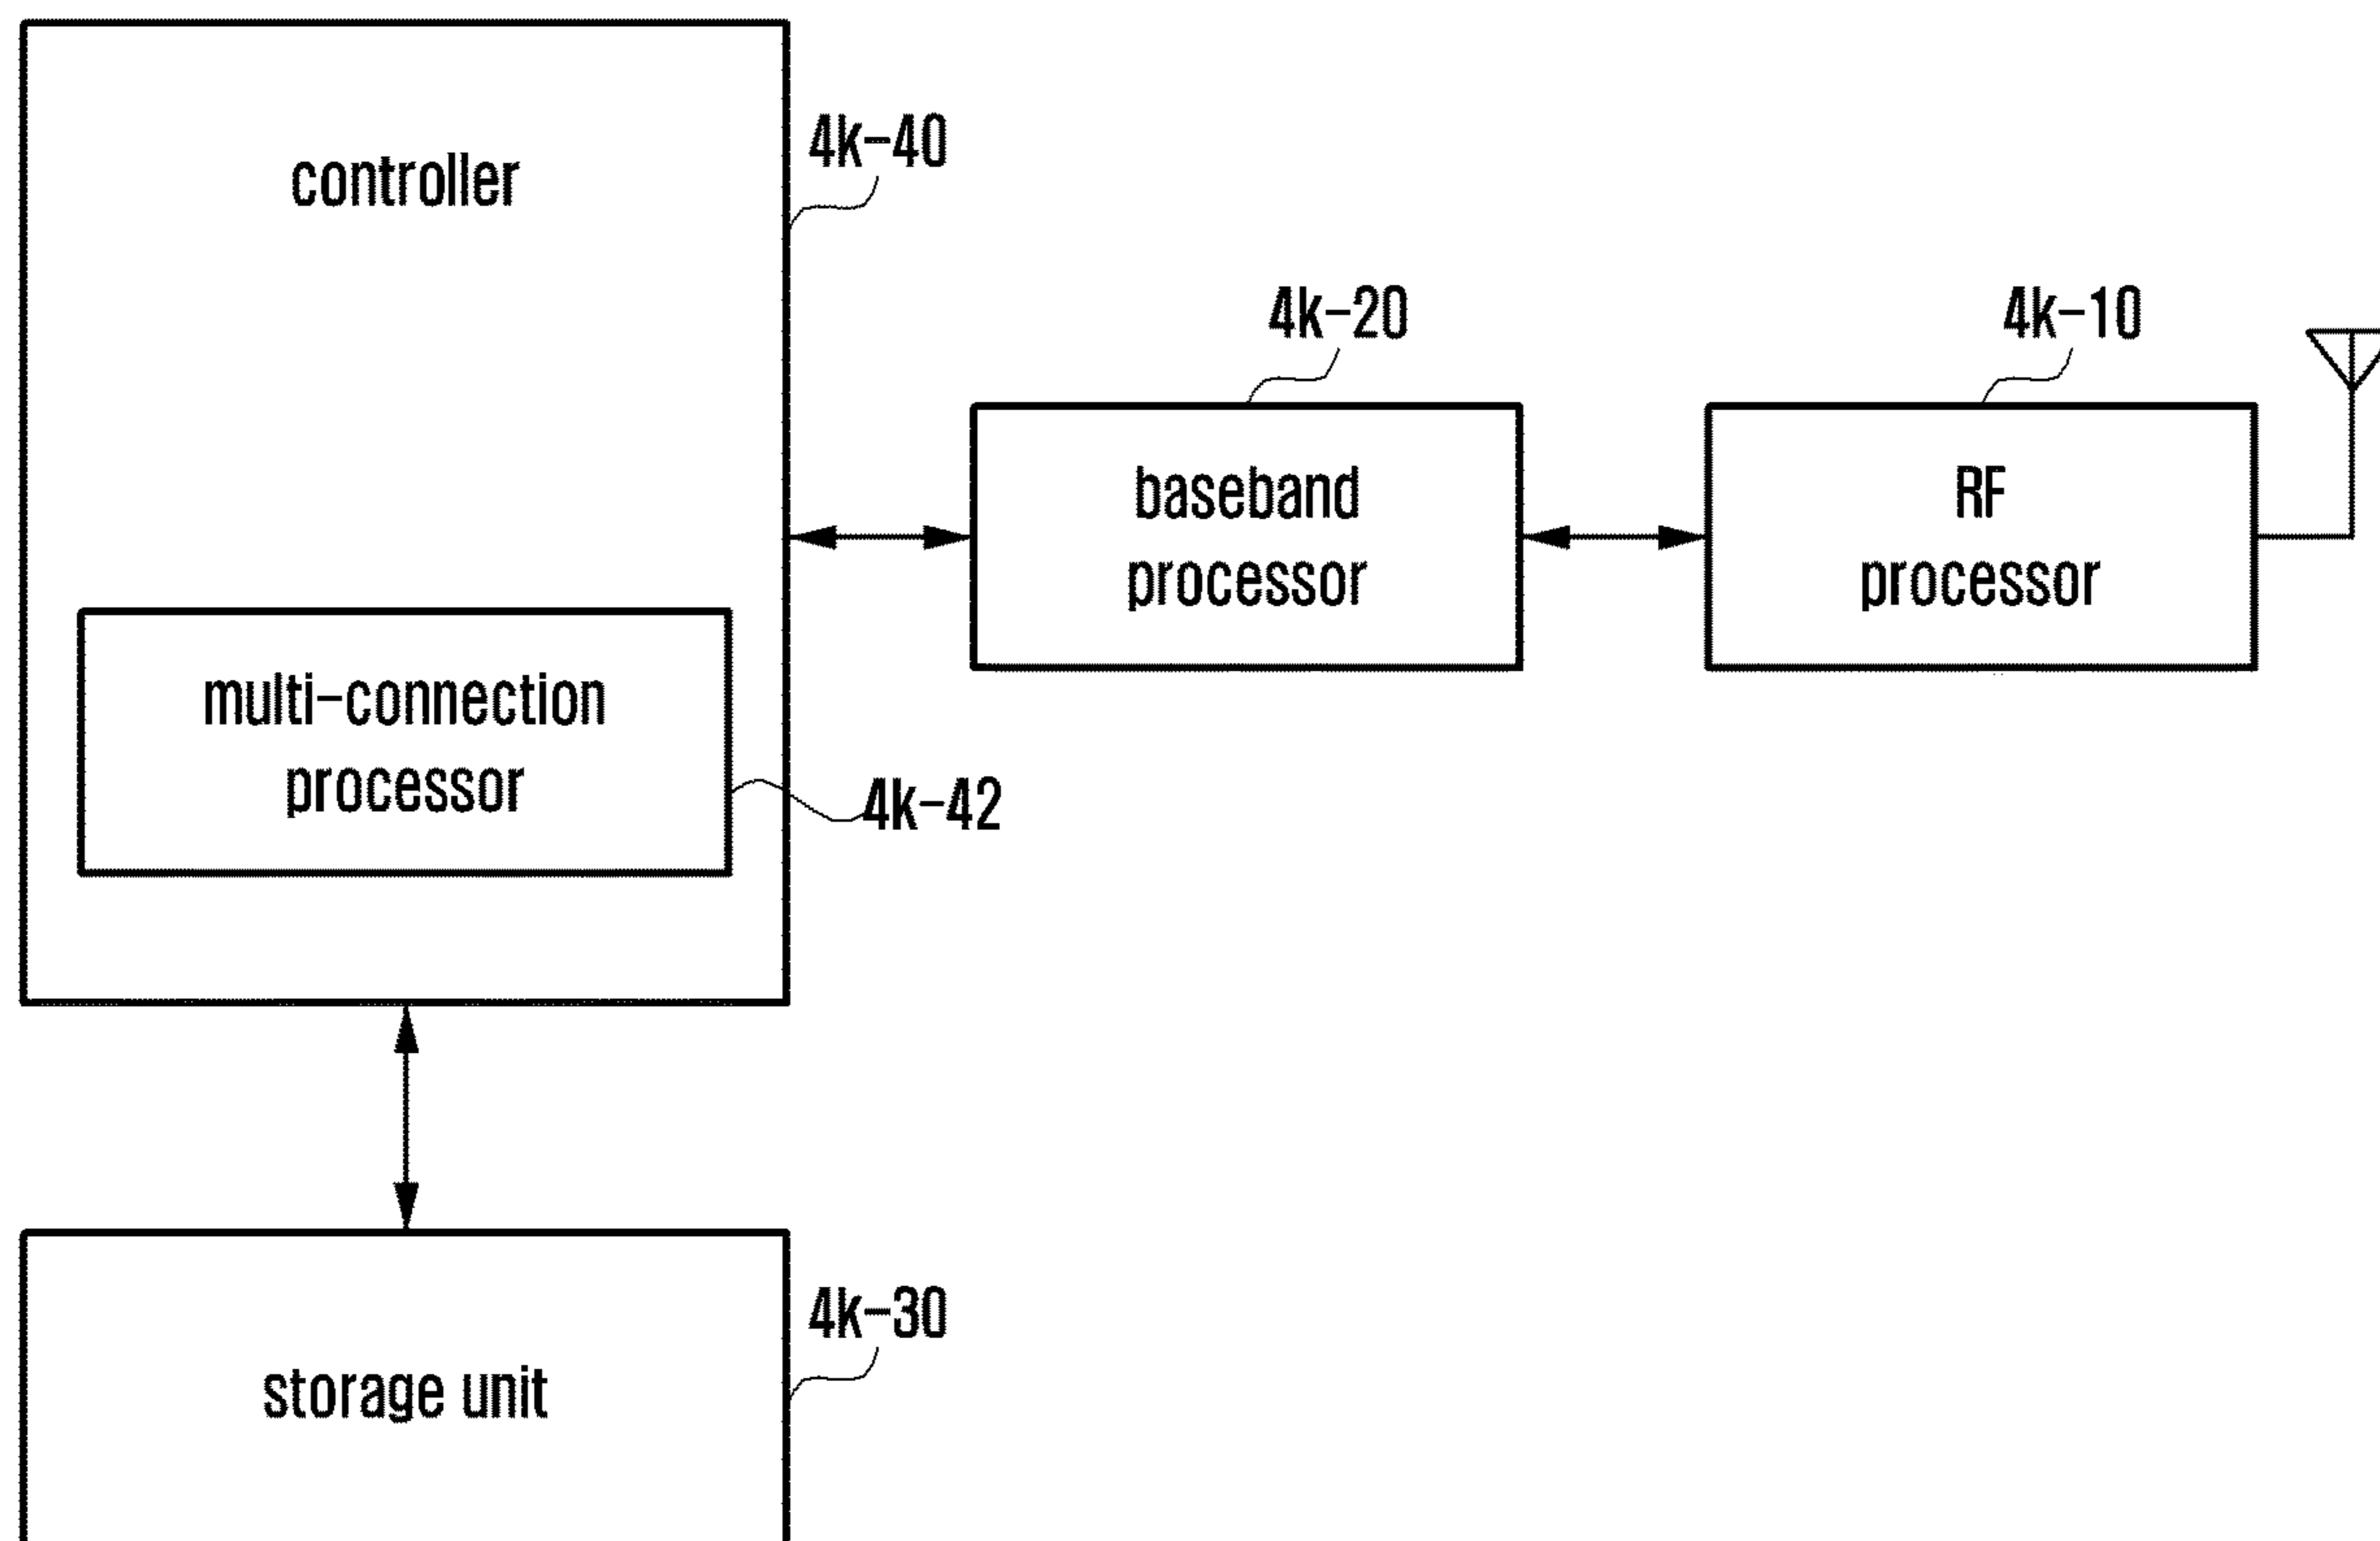 controller
4k-40
4k-20
4k-10
baseband
processor
RF
processor
multi-connection
processor
4k-42
4k-30
storage unit